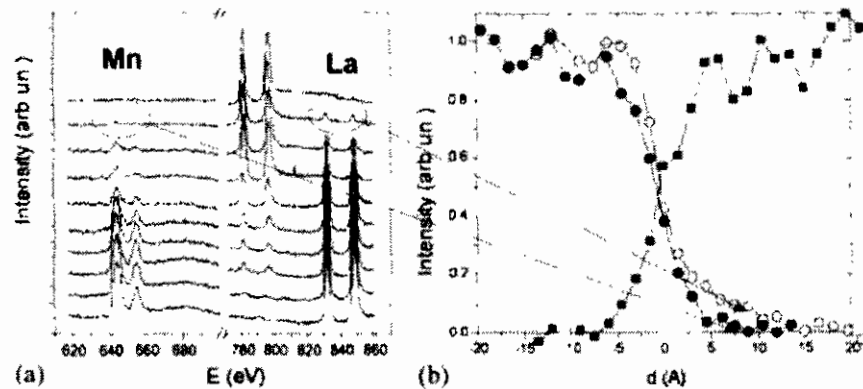 Mn La
Intensity (arb un)
620 640 660 680 780 800 820 840 860
(a) E (eV)
Intensity (arb un)
1.0
0.8
0.6
0.4
0.2
0.0
-20 -15 -10 -5 0 5 10 15 20
(b) d (A)